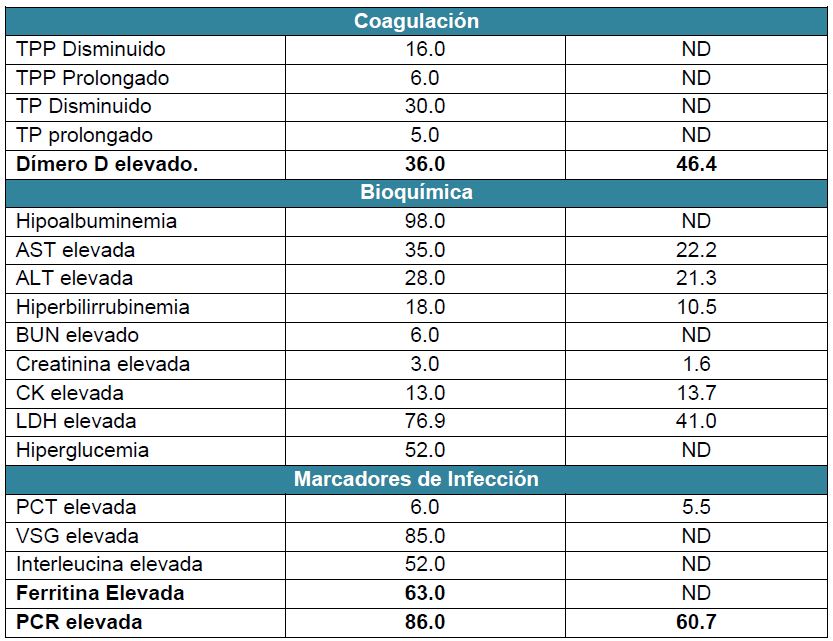 Coagulación
TPP Disminuido 16.0 ND
TPP Prolongado 6.0 ND
TP Disminuido 30.0 ND
TP prolongado 5.0 ND
Dímero D elevado. 36.0 46.4
Bioquímica
Hipoalbuminemia 98.0 ND
AST elevada 35.0 22.2
ALT elevada 28.0 21.3
Hiperbilirrubinemia 18.0 10.5
BUN elevado 6.0 ND
Creatinina elevada 3.0 1.6
CK elevada 13.0 13.7
LDH elevada 76.9 41.0
Hiperglucemia 52.0 ND
Marcadores de Infección
PCT elevada 6.0 5.5
VSG elevada 85.0 ND
Interleucina elevada 52.0 ND
Ferritina Elevada 63.0 ND
PCR elevada 86.0 60.7